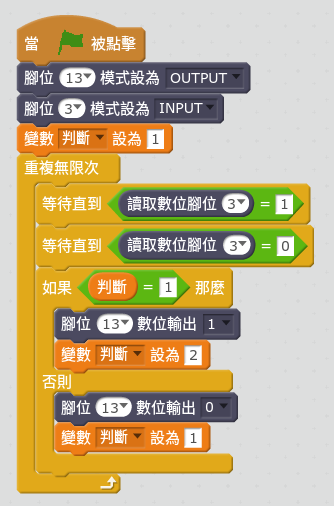 當 被點擊
腳位 13 模式設為 OUTPUT
腳位 3 模式設為 INPUT
變數 判斷 設為 1
重複無限次
等待直到 讀取數位腳位 3 = 1
等待直到 讀取數位腳位 3 = 0
如果 判斷 = 1 那麼
腳位 13 數位輸出 1
變數 判斷 設為 2
否則
腳位 13 數位輸出 0
變數 判斷 設為 1